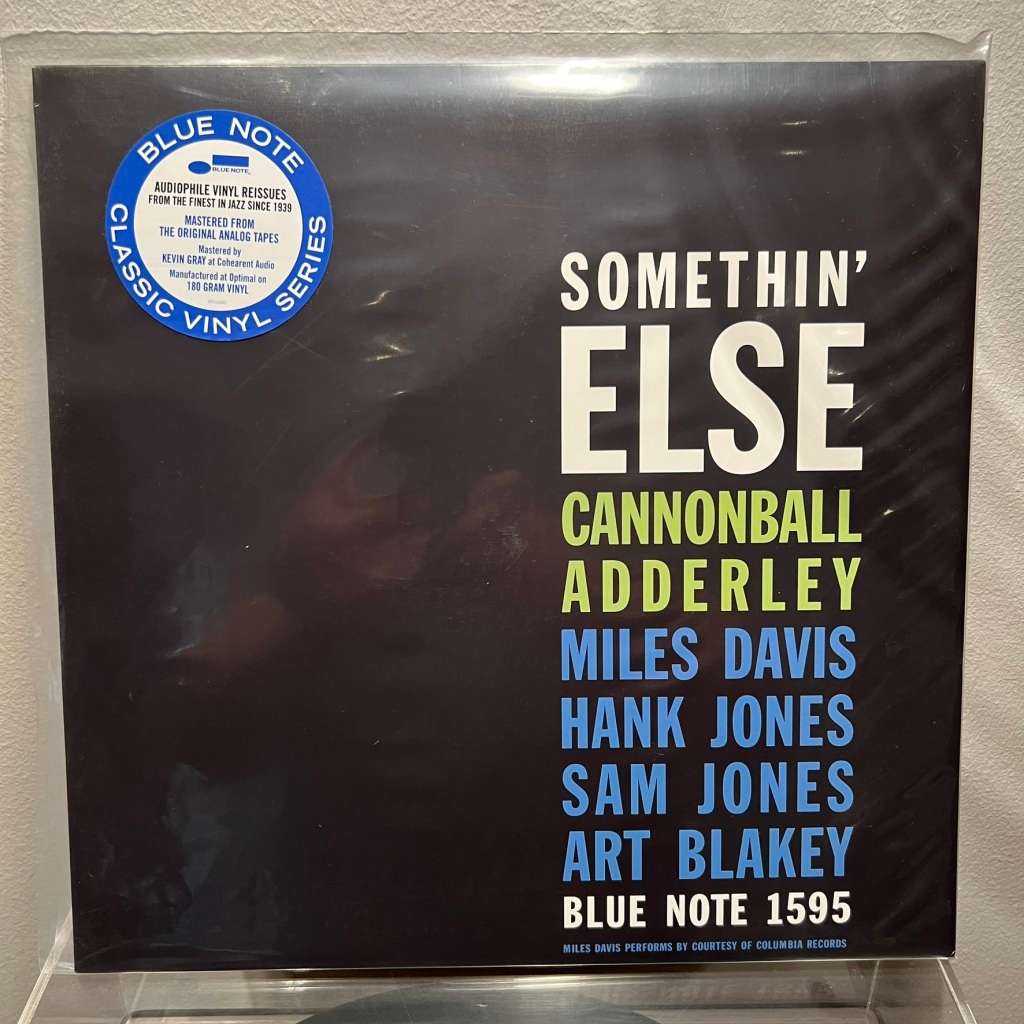 BLUE NOTE
BLUE NOTE
AUDIOPHILE VINYL REISSUES
FROM THE FINEST IN JAZZ SINCE 1939
MASTERED FROM
THE ORIGINAL ANALOG TAPES
Mastered by
KEVIN GRAY at Cohearent Audio
Manufactured at Optimal on
180 GRAM VINYL
CLASSIC VINYL SERIES
SOMETHIN’
ELSE
CANNONBALL
ADDERLEY
MILES DAVIS
HANK JONES
SAM JONES
ART BLAKEY
BLUE NOTE 1595
MILES DAVIS PERFORMS BY COURTESY OF COLUMBIA RECORDS